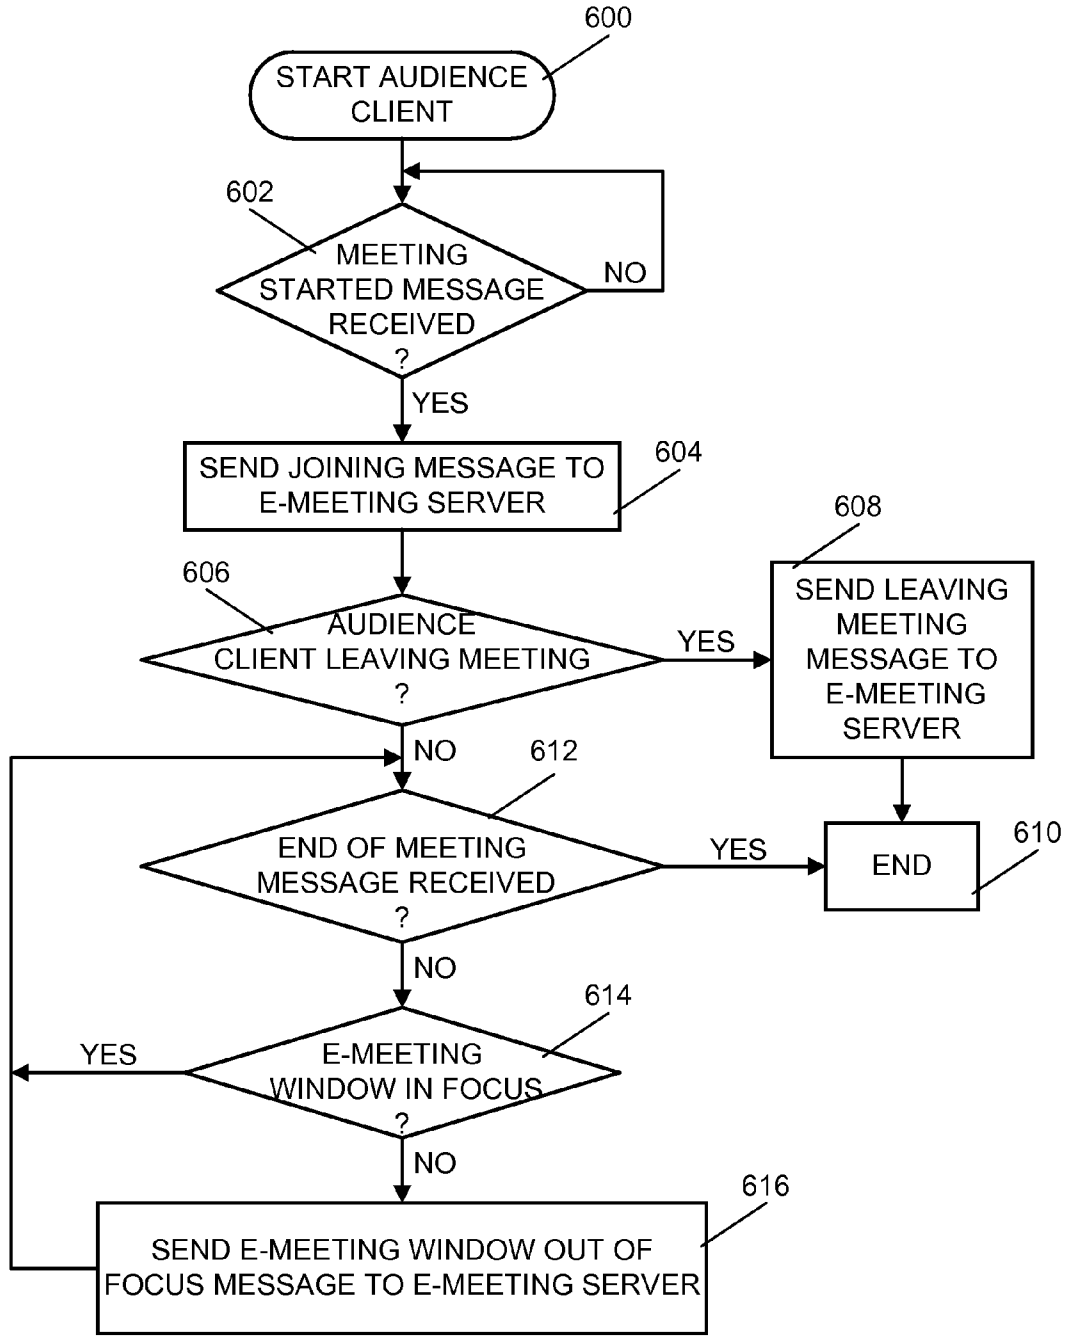 600
START AUDIENCE
CLIENT
602
MEETING
STARTED MESSAGE
RECEIVED
?
NO
YES
604
SEND JOINING MESSAGE TO
E-MEETING SERVER
606
AUDIENCE
CLIENT LEAVING MEETING
?
YES
608
SEND LEAVING
MEETING
MESSAGE TO
E-MEETING
SERVER
NO
612
END OF MEETING
MESSAGE RECEIVED
?
YES
610
END
NO
614
E-MEETING
WINDOW IN FOCUS
?
YES
NO
616
SEND E-MEETING WINDOW OUT OF
FOCUS MESSAGE TO E-MEETING SERVER